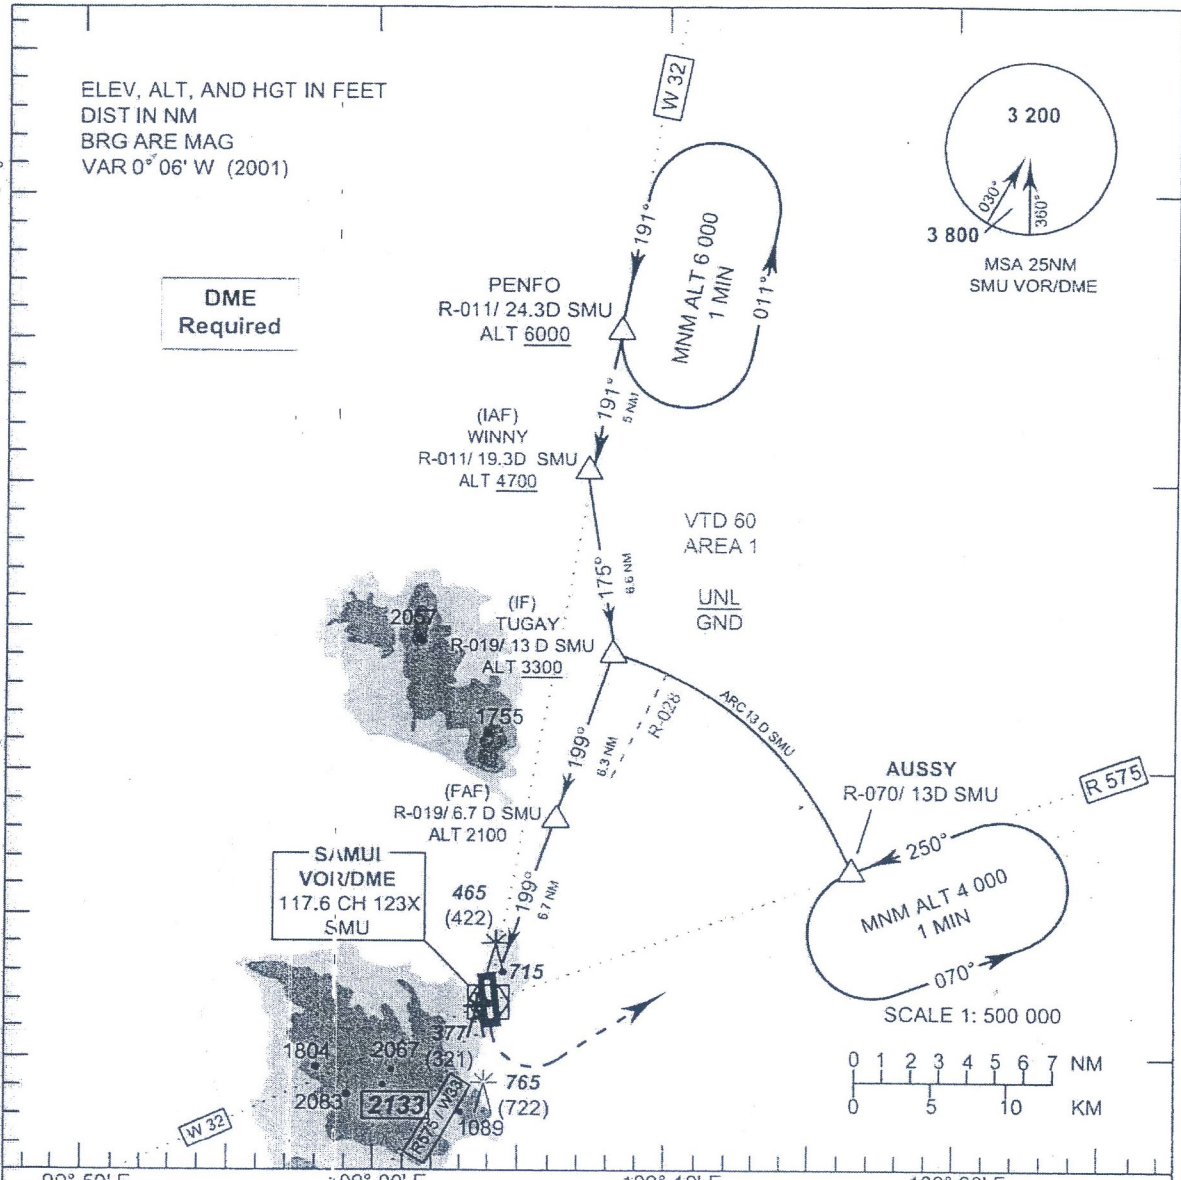 ELEV, ALT, AND HGT IN FEET
DIST IN NM
BRG ARE MAG
VAR 0° 06' W (2001)
W 32
3 200
030°
360°
3 800
MSA 25NM
SMU VOR/DME
DME
Required
191°
MNM ALT 6 000
1 MIN
011°
PENFO
R-011/ 24.3D SMU
ALT 6000
191°
5 NM
(IAF)
WINNY
R-011/ 19.3D SMU
ALT 4700
VTD 60
AREA 1
UNL
GND
175°
6.6 NM
2057
(IF)
TUGAY
R-019/ 13 D SMU
ALT 3300
1755
R-028
ARC 13 D SMU
199°
6.3 NM
AUSSY
R-070/ 13D SMU
R 575
(FAF)
R-019/ 6.7 D SMU
ALT 2100
250°
MNM ALT 4 000
1 MIN
070°
SAMUI
VOR/DME
117.6 CH 123X
SMU
465
(422)
199°
6.7 NM
715
377
(321)
1804
2067
2083
2133
R575 / W33
765
(722)
1089
W 32
SCALE 1: 500 000
0 1 2 3 4 5 6 7 NM
0 5 10 KM